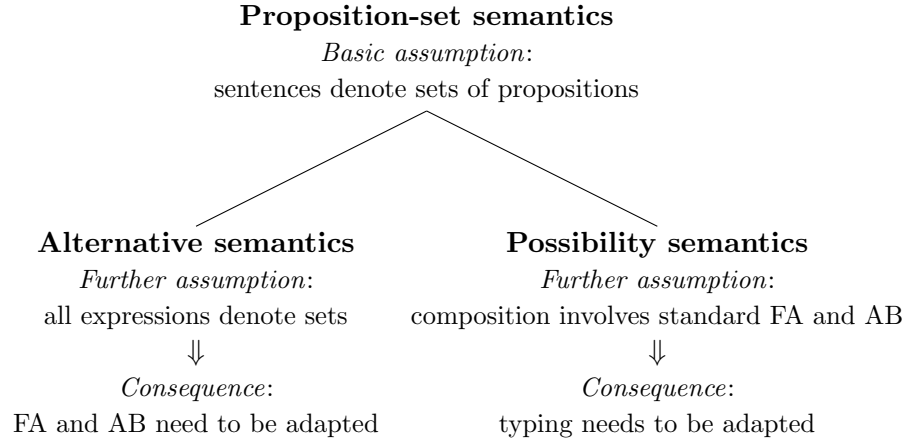 Proposition-set semantics
Basic assumption:
sentences denote sets of propositions
Alternative semantics
Further assumption:
all expressions denote sets
⇓
Consequence:
FA and AB need to be adapted
Possibility semantics
Further assumption:
composition involves standard FA and AB
⇓
Consequence:
typing needs to be adapted